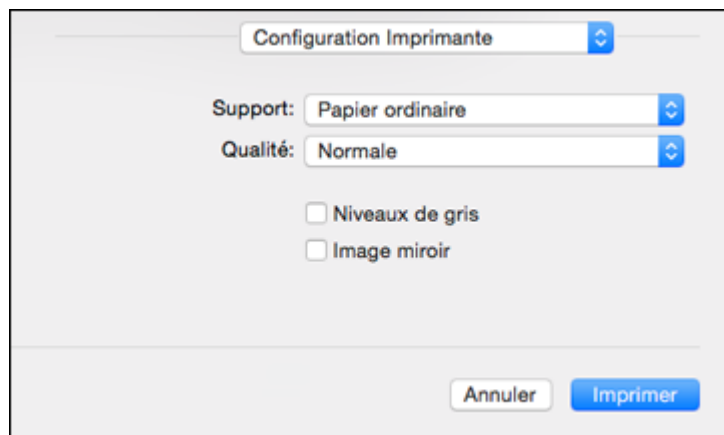 Configuration Imprimante
Support: Papier ordinaire
Qualité: Normale
Niveaux de gris
Image miroir
Annuler Imprimer